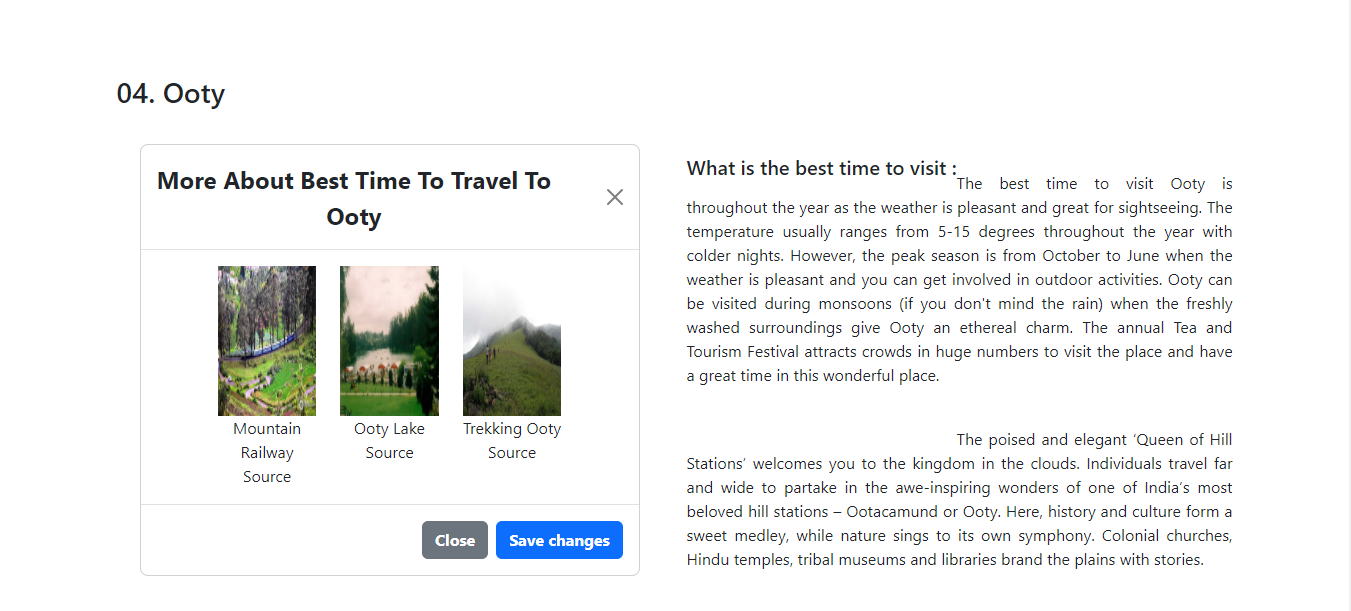 04. Ooty
More About Best Time To Travel To
Ooty
Mountain
Railway
Source
Ooty Lake
Source
Trekking Ooty
Source
Close
Save changes
What is the best time to visit :
The best time to visit Ooty is
throughout the year as the weather is pleasant and great for sightseeing. The
temperature usually ranges from 5-15 degrees throughout the year with
colder nights. However, the peak season is from October to June when the
weather is pleasant and you can get involved in outdoor activities. Ooty can
be visited during monsoons (if you don't mind the rain) when the freshly
washed surroundings give Ooty an ethereal charm. The annual Tea and
Tourism Festival attracts crowds in huge numbers to visit the place and have
a great time in this wonderful place.
The poised and elegant ‘Queen of Hill
Stations’ welcomes you to the kingdom in the clouds. Individuals travel far
and wide to partake in the awe-inspiring wonders of one of India’s most
beloved hill stations – Ootacamund or Ooty. Here, history and culture form a
sweet medley, while nature sings to its own symphony. Colonial churches,
Hindu temples, tribal museums and libraries brand the plains with stories.